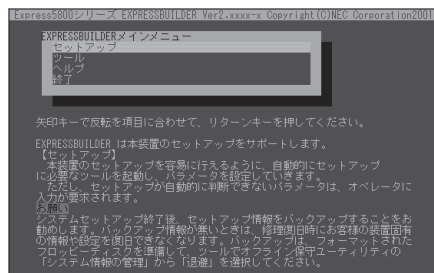 Express5800シリーズ EXPRESSBUILDER Ver2.xxxx-x Copyright(C)NEC Corporation2001
EXPRESSBUILDERメインメニュー
セットアップ
ツール
ヘルプ
終了
矢印キーで反転を項目に合わせて、リターンキーを押してください。
EXPRESSBUILDER は本装置のセットアップをサポートします。
【セットアップ】
本装置のセットアップを容易に行えるように、自動的にセットアップ
に必要なツールを起動し、パラメータを設定していきます。
ただし、セットアップが自動的に判断できないパラメータは、オペレータに
入力が要求されます。
システムセットアップ終了後、セットアップ情報をバックアップすることをお
勧めします。バックアップ情報が無いときは、修理復旧時にお客様の装置固有
の情報や設定を復旧できなくなります。バックアップは、フォーマットされた
フロッピーディスクを準備して、ツールでオフライン保守ユーティリティの
「システム情報の管理」から「退避」を選択してください。